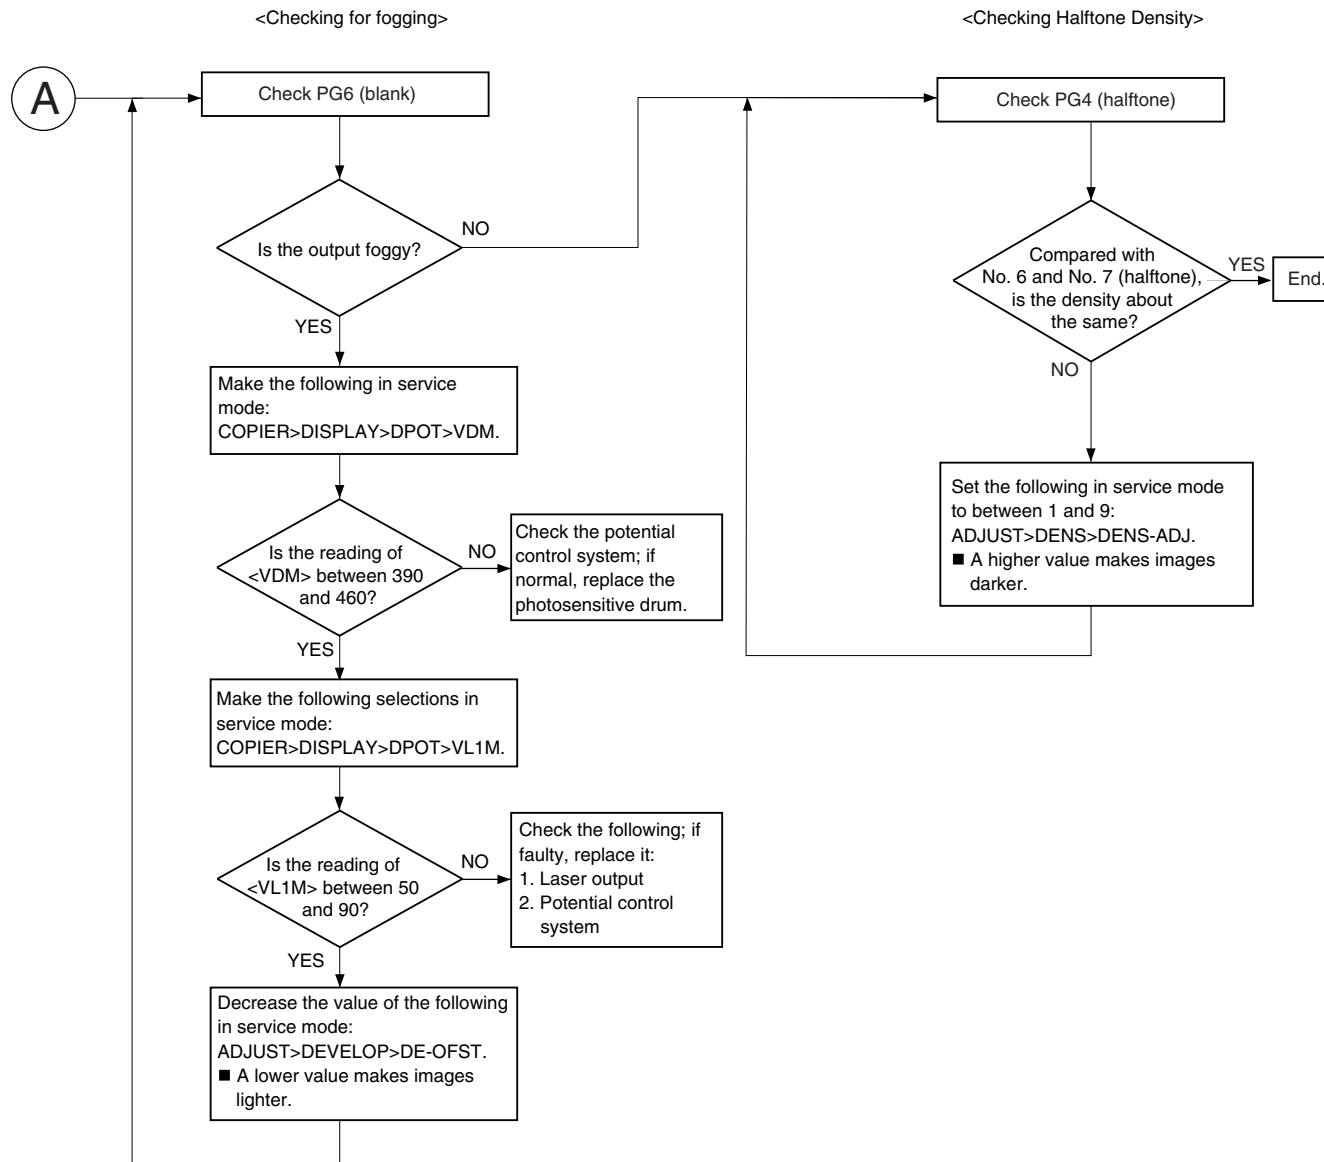 <Checking for fogging>
A
Check PG6 (blank)
Is the output foggy?
NO
YES
Make the following in service
mode:
COPIER>DISPLAY>DPOT>VDM.
Is the reading of
<VDM> between 390
and 460?
NO
Check the potential
control system; if
normal, replace the
photosensitive drum.
YES
Make the following selections in
service mode:
COPIER>DISPLAY>DPOT>VL1M.
Is the reading of
<VL1M> between 50
and 90?
NO
Check the following; if
faulty, replace it:
1. Laser output
2. Potential control
system
YES
Decrease the value of the following
in service mode:
ADJUST>DEVELOP>DE-OFST.
■ A lower value makes images
lighter.
<Checking Halftone Density>
Check PG4 (halftone)
Compared with
No. 6 and No. 7 (halftone),
is the density about
the same?
YES
End.
NO
Set the following in service mode
to between 1 and 9:
ADJUST>DENS>DENS-ADJ.
■ A higher value makes images
darker.